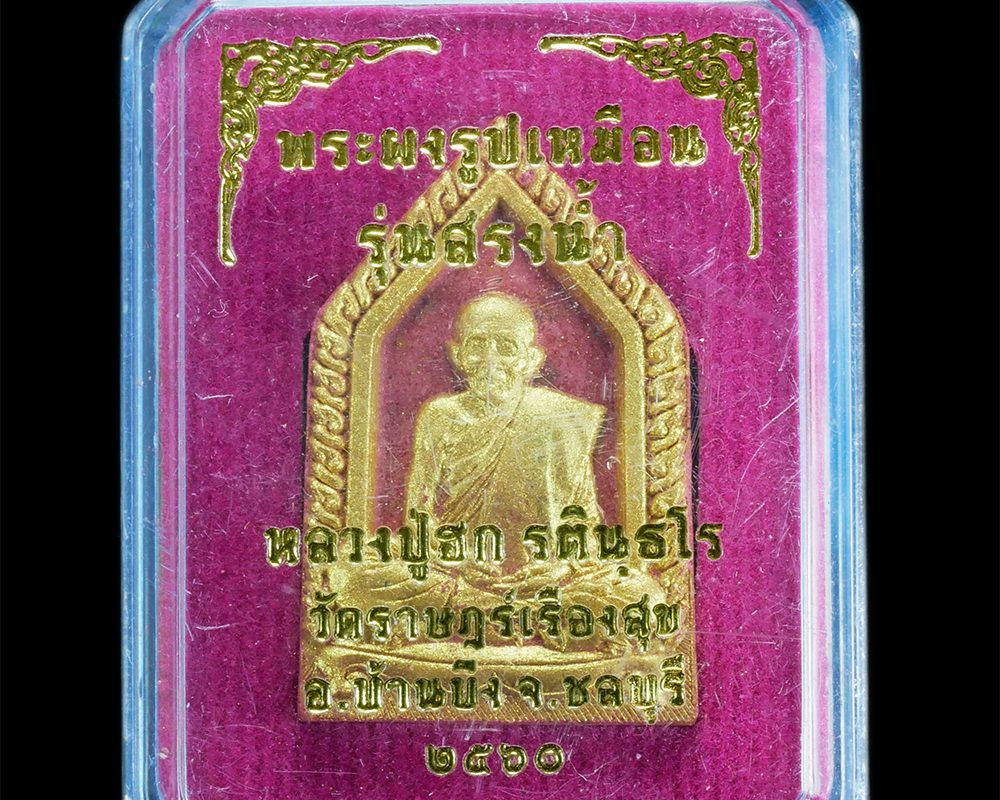 พระผงรูปเหมือน
รุ่นสรงน้ำ
หลวงปู่ฮก รตินฺธโร
วัดราษฎร์เรืองสุข
อ.บ้านบึง จ.ชลบุรี
๒๕๖๐